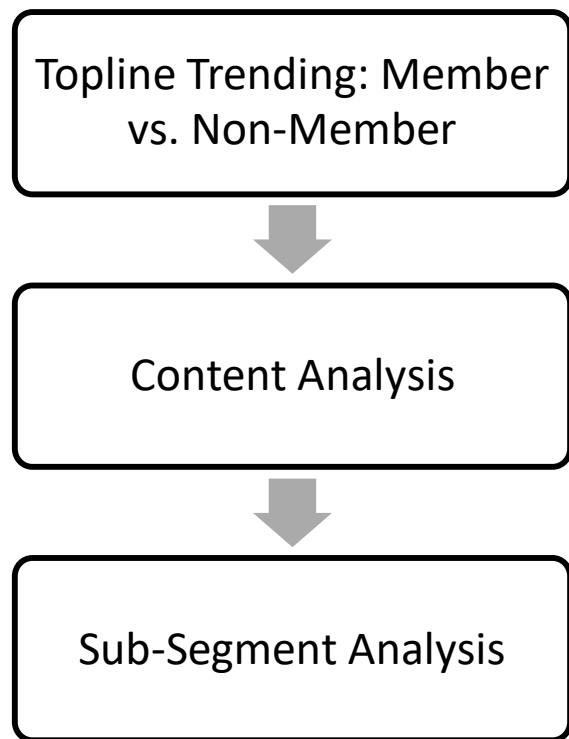 Topline Trending: Member
vs. Non-Member
Content Analysis
Sub-Segment Analysis